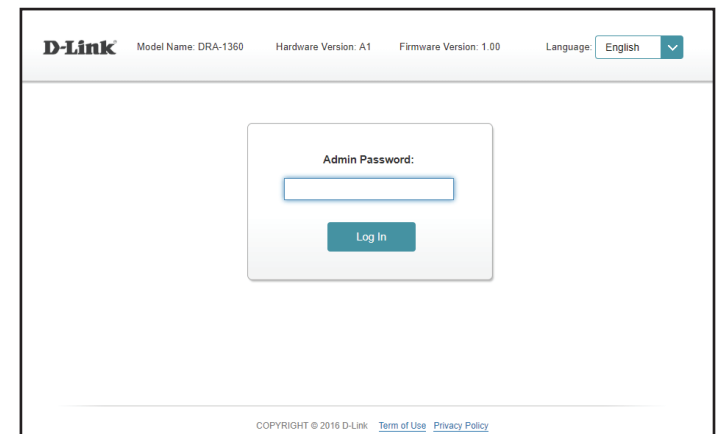 D-Link Model Name: DRA-1360 Hardware Version: A1 Firmware Version: 1.00 Language: English
Admin Password:
Log In
COPYRIGHT © 2016 D-Link Term of Use Privacy Policy